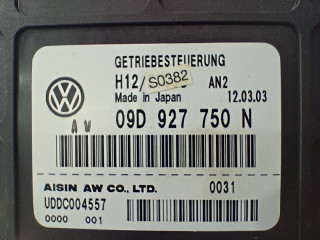 GETRIEBESTEUERUNG
H12/ S0382 AN2
Made in Japan 12.03.03
AW
09D 927 750 N
AISIN AW CO., LTD. 0031
UDDC004557
0000 001